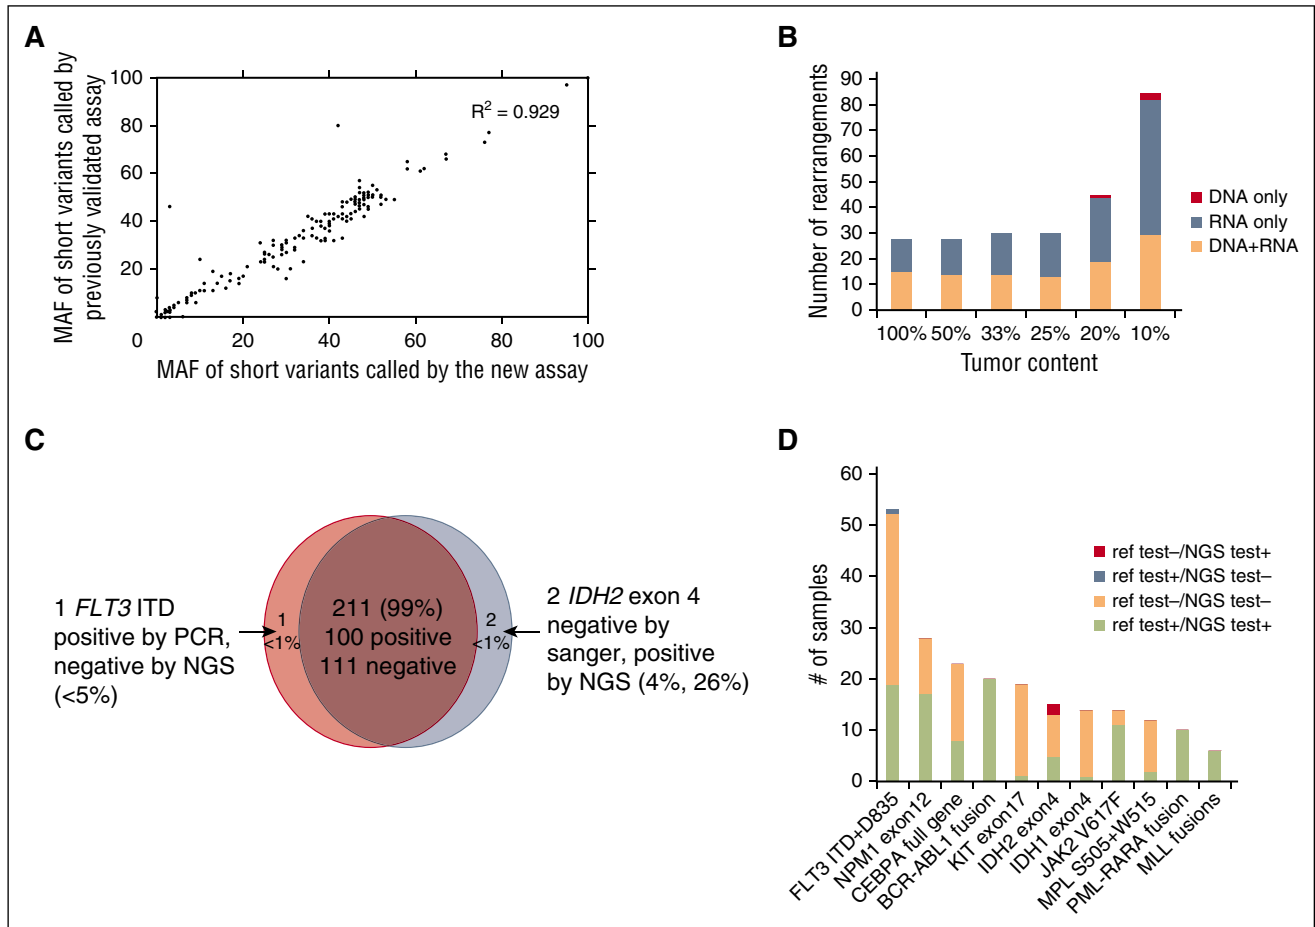 A
MAF of short variants called by
previously validated assay
100
80
60
40
20
R2 = 0.929
0
20
40
60
80
100
MAF of short variants called by the new assay
B
Number of rearrangements
90
80
70
60
50
40
30
20
10
0
DNA only
RNA only
DNA+RNA
100%
50%
33%
25%
20%
10%
Tumor content
C
1 FLT3 ITD
positive by PCR,
negative by NGS
(<5%)
1
<1%
211 (99%)
100 positive
111 negative
2
<1%
2 IDH2 exon 4
negative by
sanger, positive
by NGS (4%, 26%)
D
# of samples
60
50
40
30
20
10
0
ref test–/NGS test+
ref test+/NGS test–
ref test–/NGS test–
ref test+/NGS test+
FLT3 ITD+D835
NPM1 exon12
CEBPA full gene
BCR-ABL1 fusion
KIT exon17
IDH2 exon4
IDH1 exon4
JAK2 V617F
MPL S505+W515
PML-RARA fusion
MLL fusions